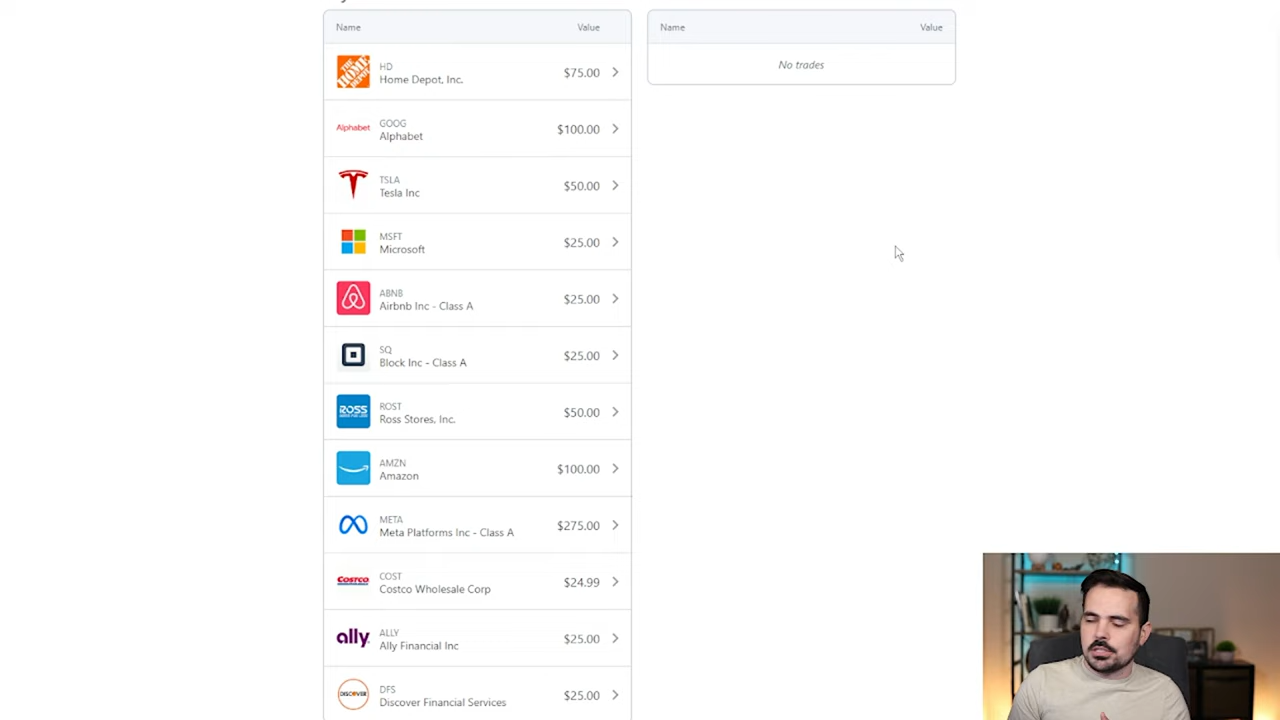 Name Value
HD
Home Depot, Inc. $75.00
Alphabet
GOOG
Alphabet $100.00
TSLA
Tesla Inc $50.00
MSFT
Microsoft $25.00
ABNB
Airbnb Inc - Class A $25.00
SQ
Block Inc - Class A $25.00
ROSS
ROST
Ross Stores, Inc. $50.00
AMZN
Amazon $100.00
META
Meta Platforms Inc - Class A $275.00
Costco
COST
Costco Wholesale Corp $24.99
ally
ALLY
Ally Financial Inc $25.00
DISCOVER
DFS
Discover Financial Services $25.00
Name Value
No trades